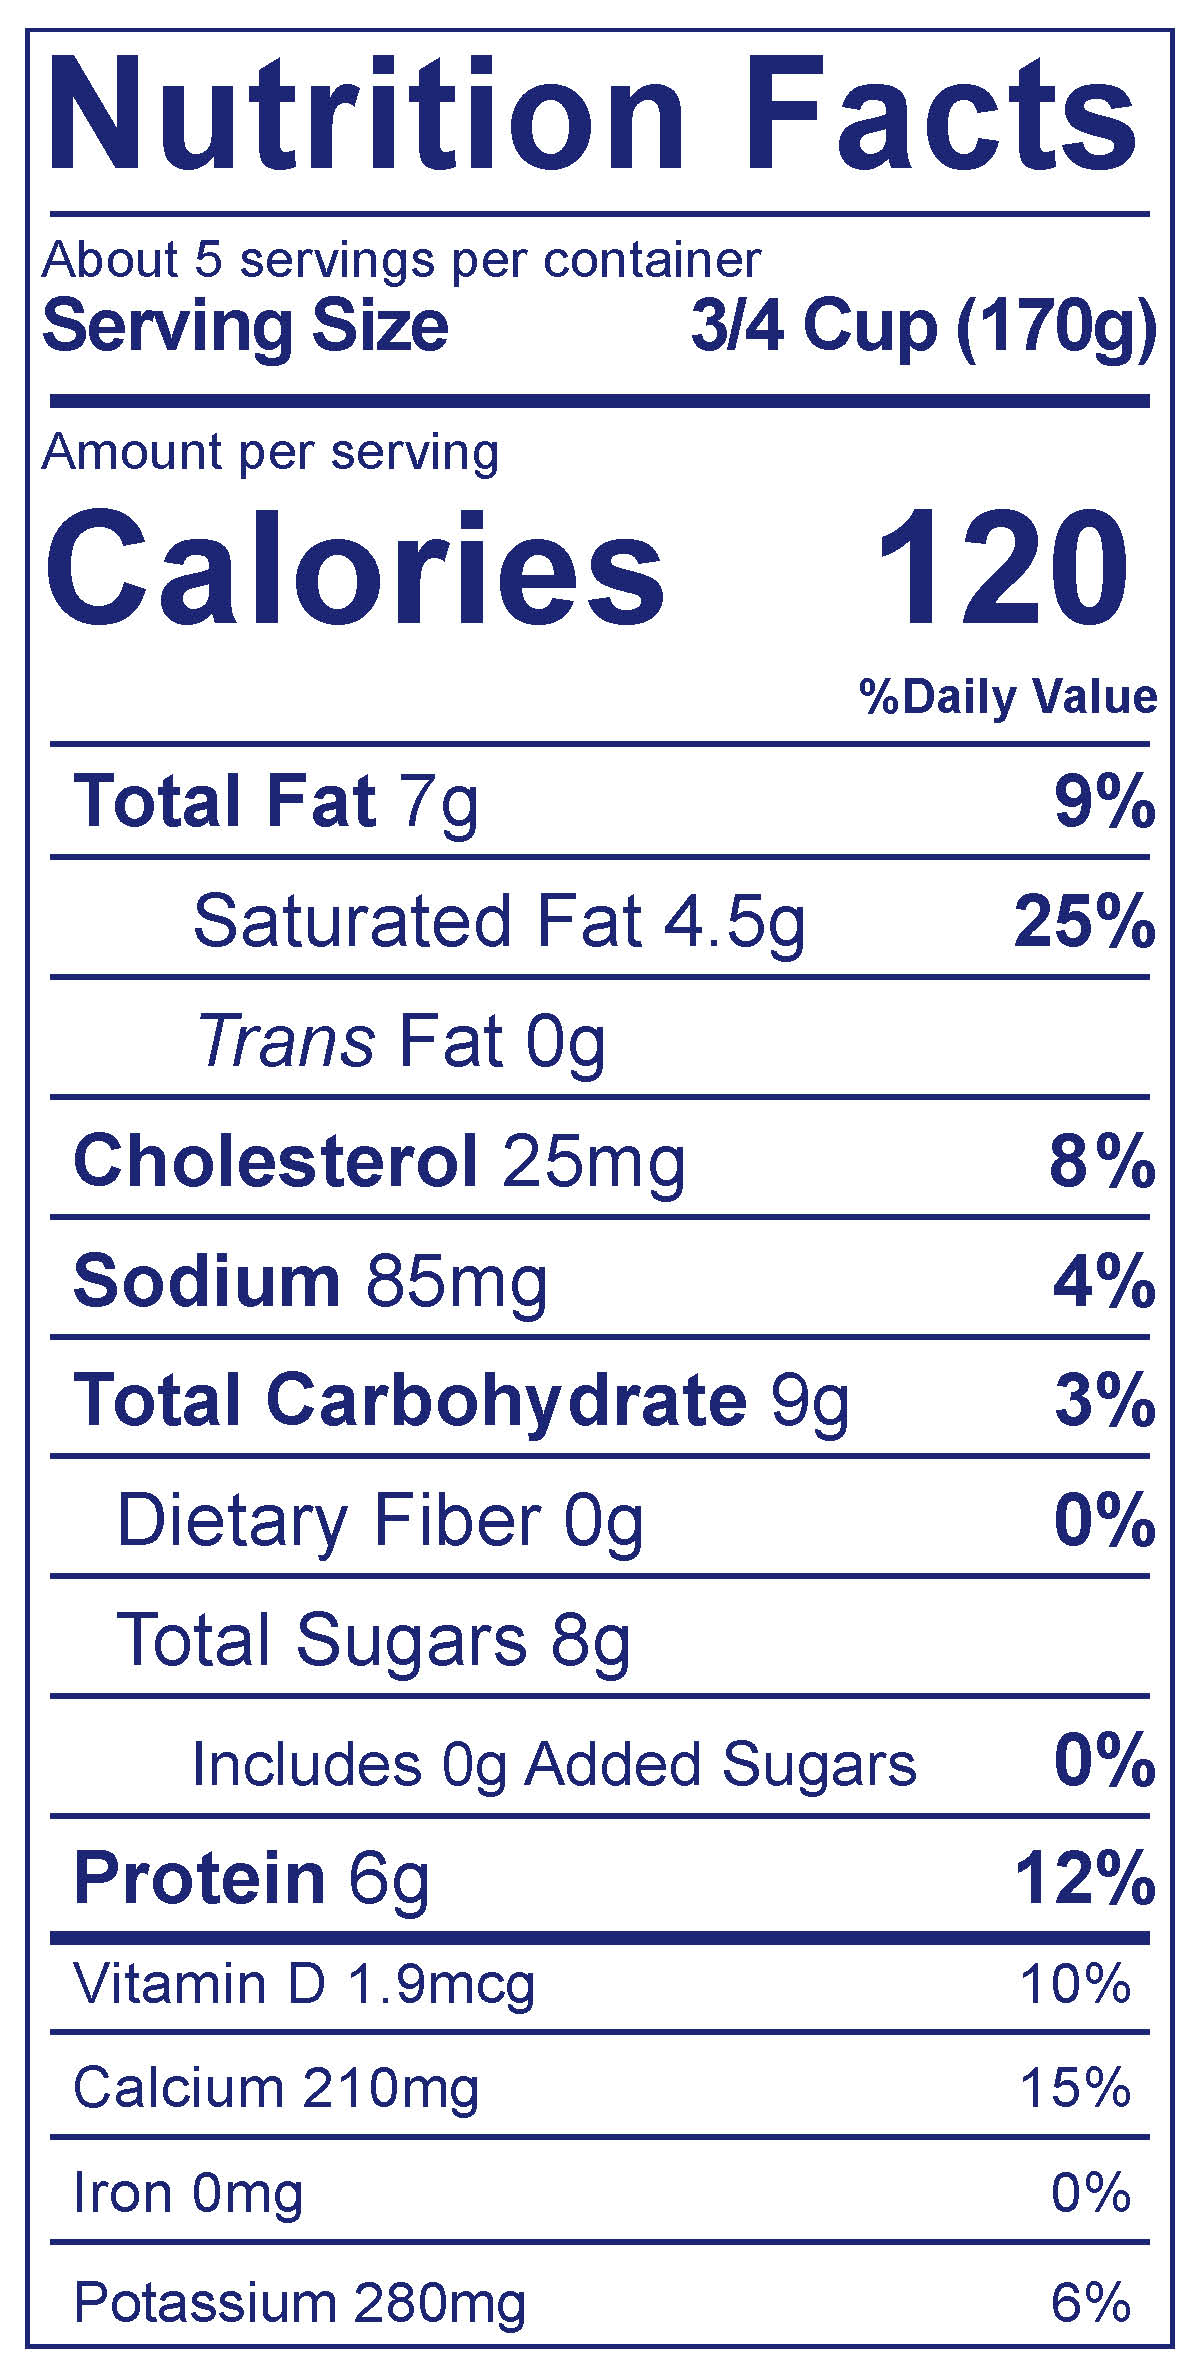 Nutrition Facts
About 5 servings per container
Serving Size 3/4 Cup (170g)
Amount per serving
Calories 120
%Daily Value
Total Fat 7g 9%
Saturated Fat 4.5g 25%
Trans Fat 0g
Cholesterol 25mg 8%
Sodium 85mg 4%
Total Carbohydrate 9g 3%
Dietary Fiber 0g 0%
Total Sugars 8g
Includes 0g Added Sugars 0%
Protein 6g 12%
Vitamin D 1.9mcg 10%
Calcium 210mg 15%
Iron 0mg 0%
Potassium 280mg 6%